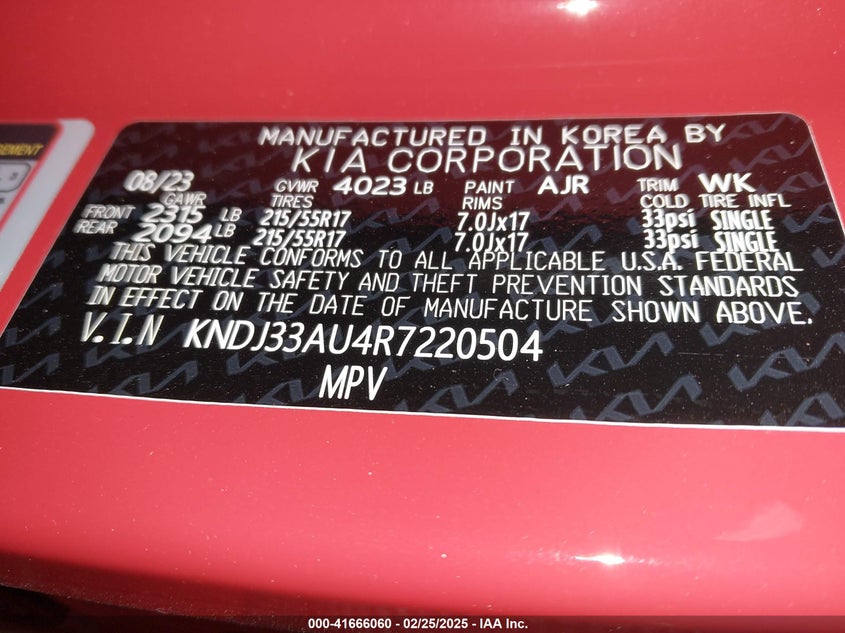 MANUFACTURED IN KOREA BY
KIA CORPORATION
08/23 GVWR 4023 LB PAINT AJR TRIM WK
GAWR TIRES RIMS COLD TIRE INFL
FRONT 2315 LB 215/55R17 7.0Jx17 33psi SINGLE
REAR 2094 LB 215/55R17 7.0Jx17 33psi SINGLE
THIS VEHICLE CONFORMS TO ALL APPLICABLE U.S.A. FEDERAL
MOTOR VEHICLE SAFETY AND THEFT PREVENTION STANDARDS
IN EFFECT ON THE DATE OF MANUFACTURE SHOWN ABOVE.
V.I.N KNDJ33AU4R7220504
MPV
000-41666060 - 02/25/2025 - IAA Inc.